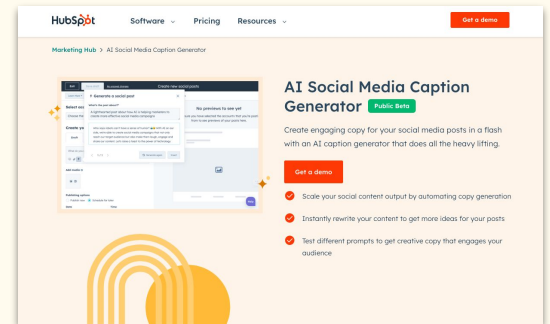 HubSpot
Software
Pricing
Resources
Get a demo
Marketing Hub > AI Social Media Caption Generator
Create new social posts
Generate a social post
What's the post about?
No previews to see yet
AI Social Media Caption
Generator Public Beta
Create engaging copy for your social media posts in a flash
with an AI caption generator that does all the heavy lifting.
Get a demo
Scale your social content output by automating copy generation
Instantly rewrite your content to get more ideas for your posts
Test different prompts to get creative copy that engages your
audience